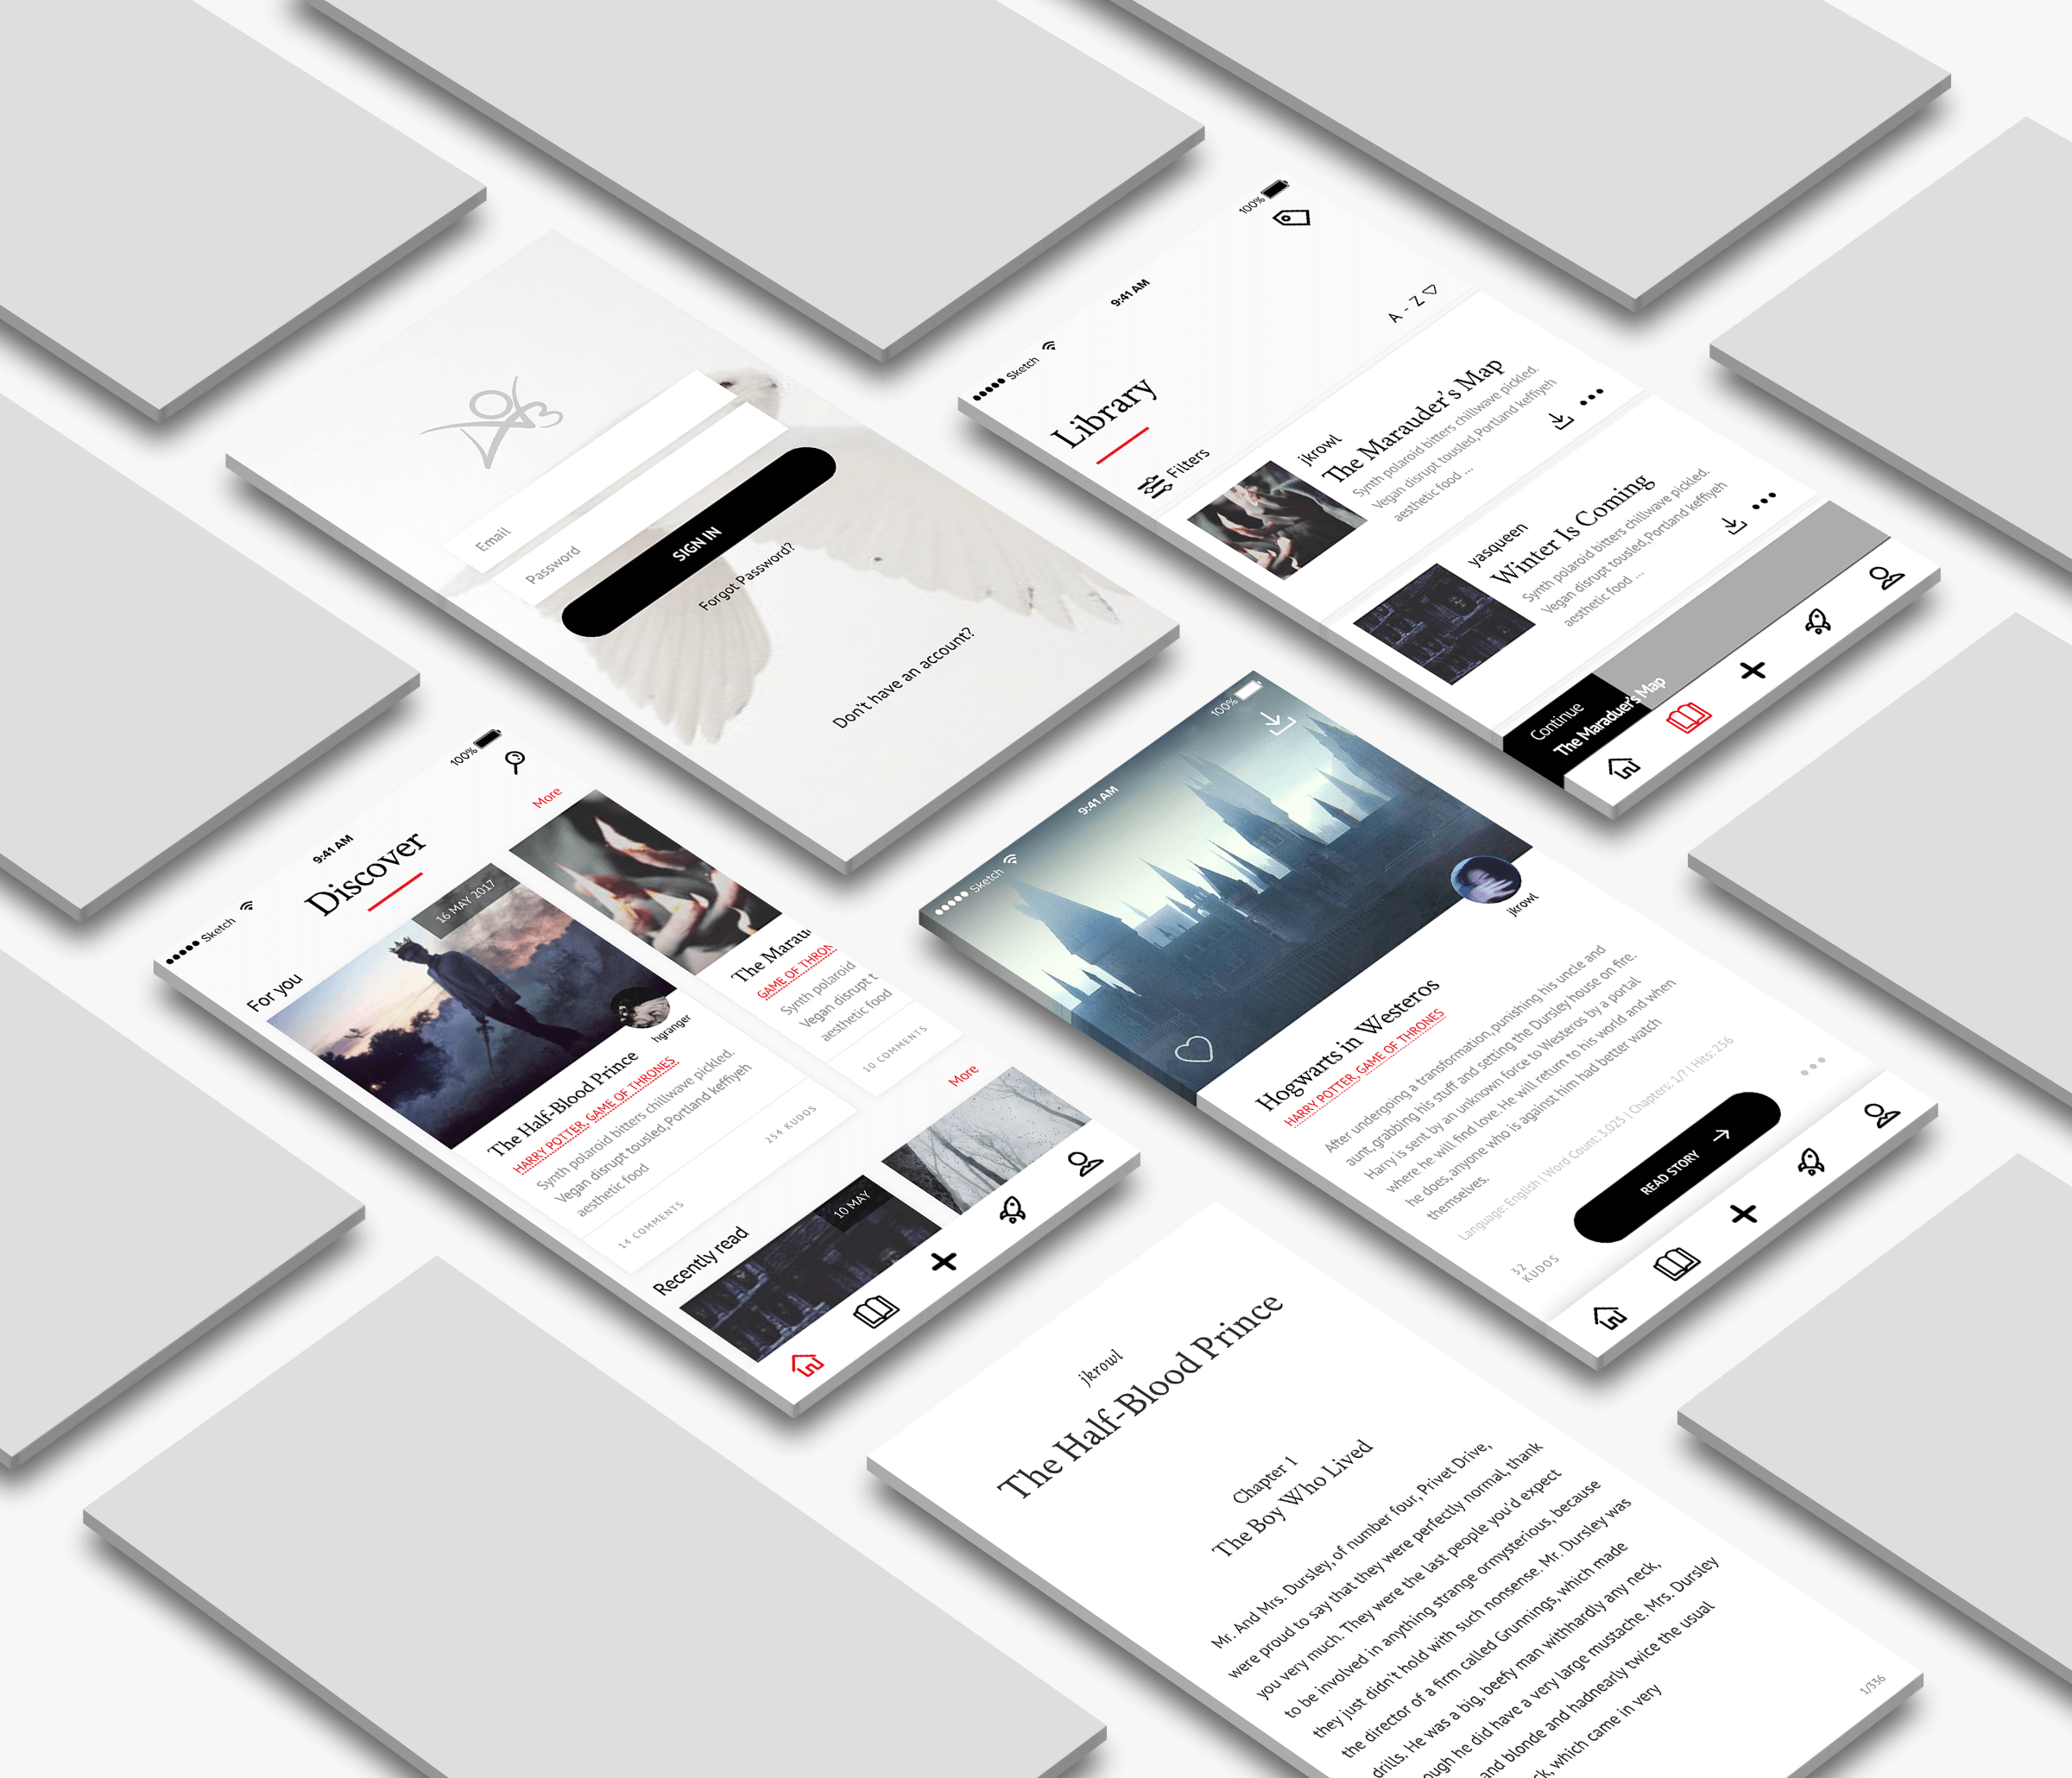 Email
Password
SIGN IN
Forgot Password?
Don't have an account?
Sketch
9:41 AM
100%
Library
A - Z
Filters
jkrowl
The Marauder's Map
Synth polaroid bitters chillwave pickled.
Vegan disrupt tousled, Portland keffiyeh
aesthetic food ...
yasqueen
Winter Is Coming
Synth polaroid bitters chillwave pickled.
Vegan disrupt tousled, Portland keffiyeh
aesthetic food ...
Continue
The Maraduer's Map
Sketch
9:41 AM
100%
Discover
For you
More
16 MAY 2017
hgranger
The Half-Blood Prince
HARRY POTTER, GAME OF THRONES
Synth polaroid bitters chillwave pickled.
Vegan disrupt tousled, Portland keffiyeh
aesthetic food
14 COMMENTS
254 KUDOS
The Marau
GAME OF THRON
Synth polaroid
Vegan disrupt t
aesthetic food
10 COMMENTS
Recently read
More
10 MAY
Sketch
9:41 AM
100%
jkrowl
Hogwarts in Westeros
HARRY POTTER, GAME OF THRONES
After undergoing a transformation, punishing his uncle and
aunt, grabbing his stuff and setting the Dursley house on fire.
Harry is sent by an unknown force to Westeros by a portal
where he will find love. He will return to his world and when
he does, anyone who is against him had better watch
themselves.
Language: English | Word Count: 3,025 | Chapters: 1/? | Hits: 256
READ STORY
32
KUDOS
jkrowl
The Half-Blood Prince
Chapter 1
The Boy Who Lived
Mr. And Mrs. Dursley, of number four, Privet Drive,
were proud to say that they were perfectly normal, thank
you very much. They were the last people you'd expect
to be involved in anything strange ormysterious, because
they just didn't hold with such nonsense. Mr. Dursley was
the director of a firm called Grunnings, which made
drills. He was a big, beefy man withhardly any neck,
ough he did have a very large mustache. Mrs. Dursley
and blonde and hadnearly twice the usual
k, which came in very
1/336